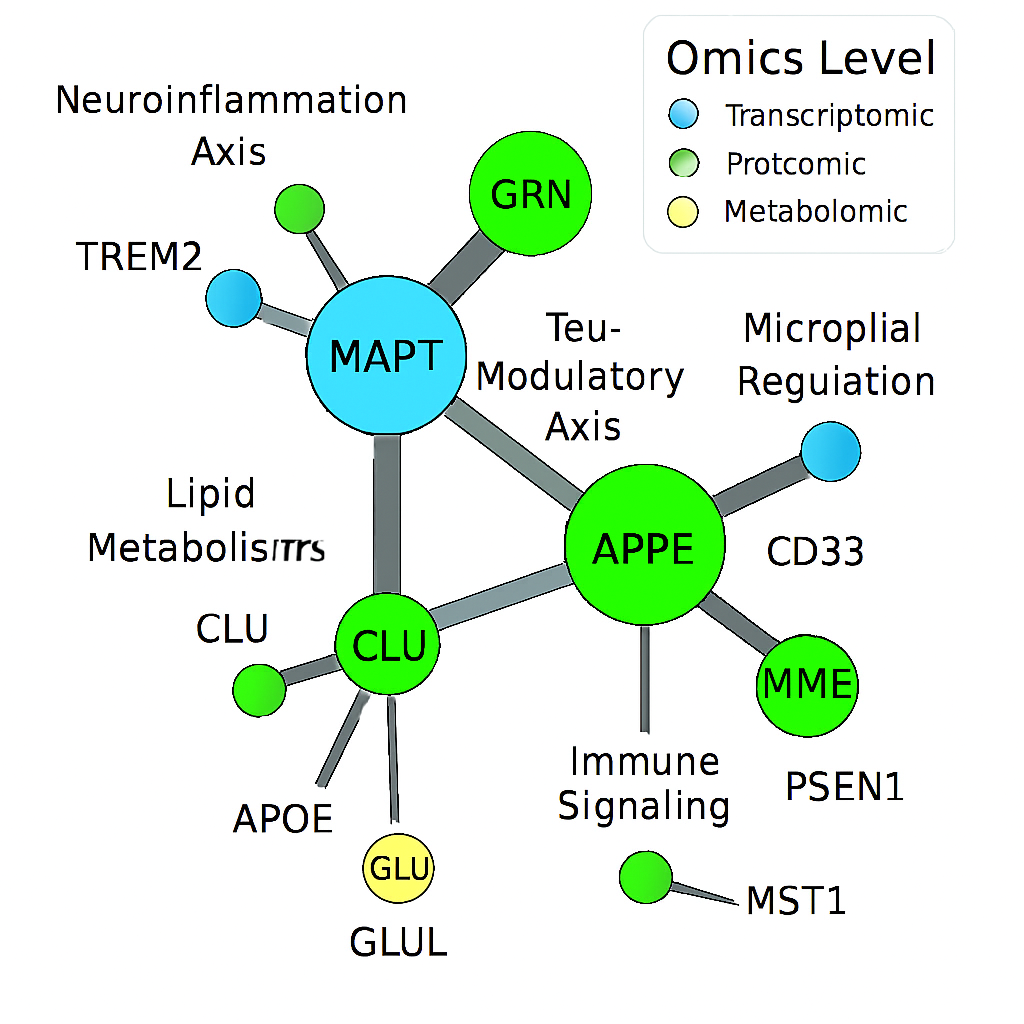 Omics Level
Transcriptomic
Protcomic
Metabolomic
Neuroinflammation
Axis
GRN
TREM2
MAPT
Teu-
Modulatory
Axis
Microplial
Reguiation
Lipid
APPE
CD33
CLU
CLU
MME
Immune
Signaling
PSEN1
APOE
GLU
GLUL
MST1